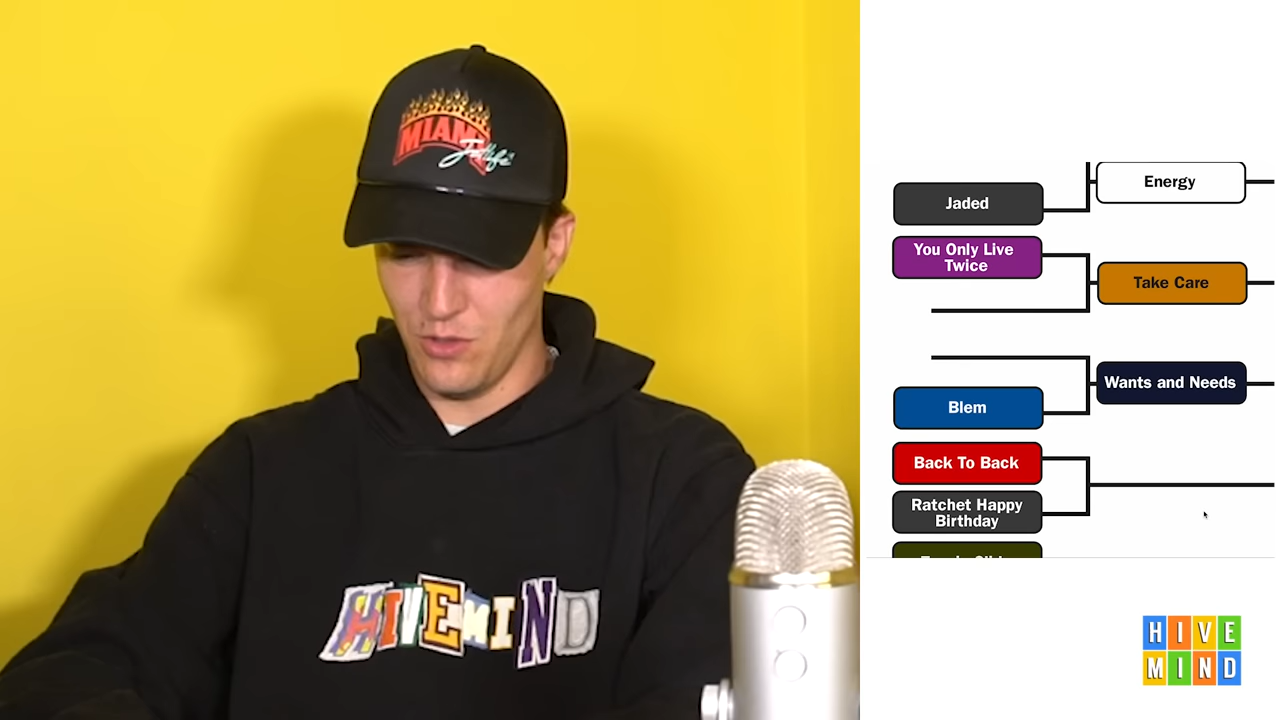 MIAMI
HIVEMIND
Energy
Jaded
You Only Live
Twice
Take Care
Wants and Needs
Blem
Back To Back
Ratchet Happy
Birthday
HIVE
MIND